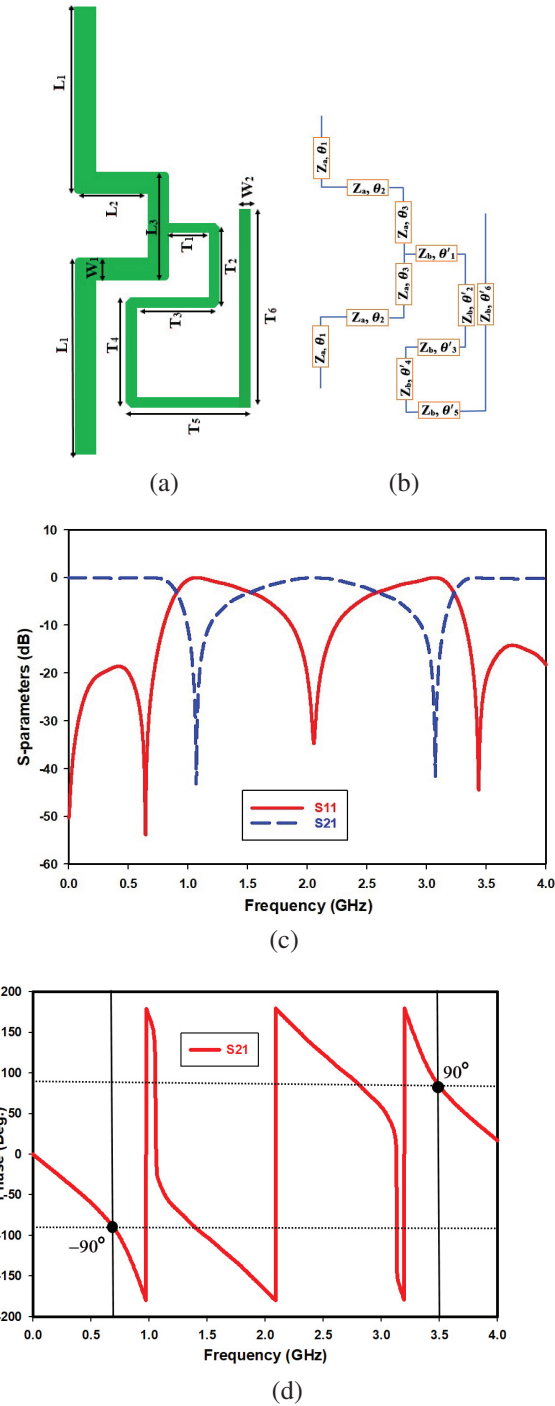 L1
L2
L3
W1
L1
T1
T2
W2
T3
T4
T5
T6
Za, θ1
Za, θ2
Za, θ3
Zb, θ'1
Za, θ3
Zb, θ'2
Zb, θ'6
Za, θ2
Za, θ1
Zb, θ'3
Zb, θ'4
Zb, θ'5
(a) (b)
10
0
-10
-20
-30
-40
-50
-60
S-parameters (dB)
S11
S21
0.0 0.5 1.0 1.5 2.0 2.5 3.0 3.5 4.0
Frequency (GHz)
(c)
200
150
100
50
0
-50
-100
-150
-200
S21
90°
−90°
0.0 0.5 1.0 1.5 2.0 2.5 3.0 3.5 4.0
Frequency (GHz)
(d)